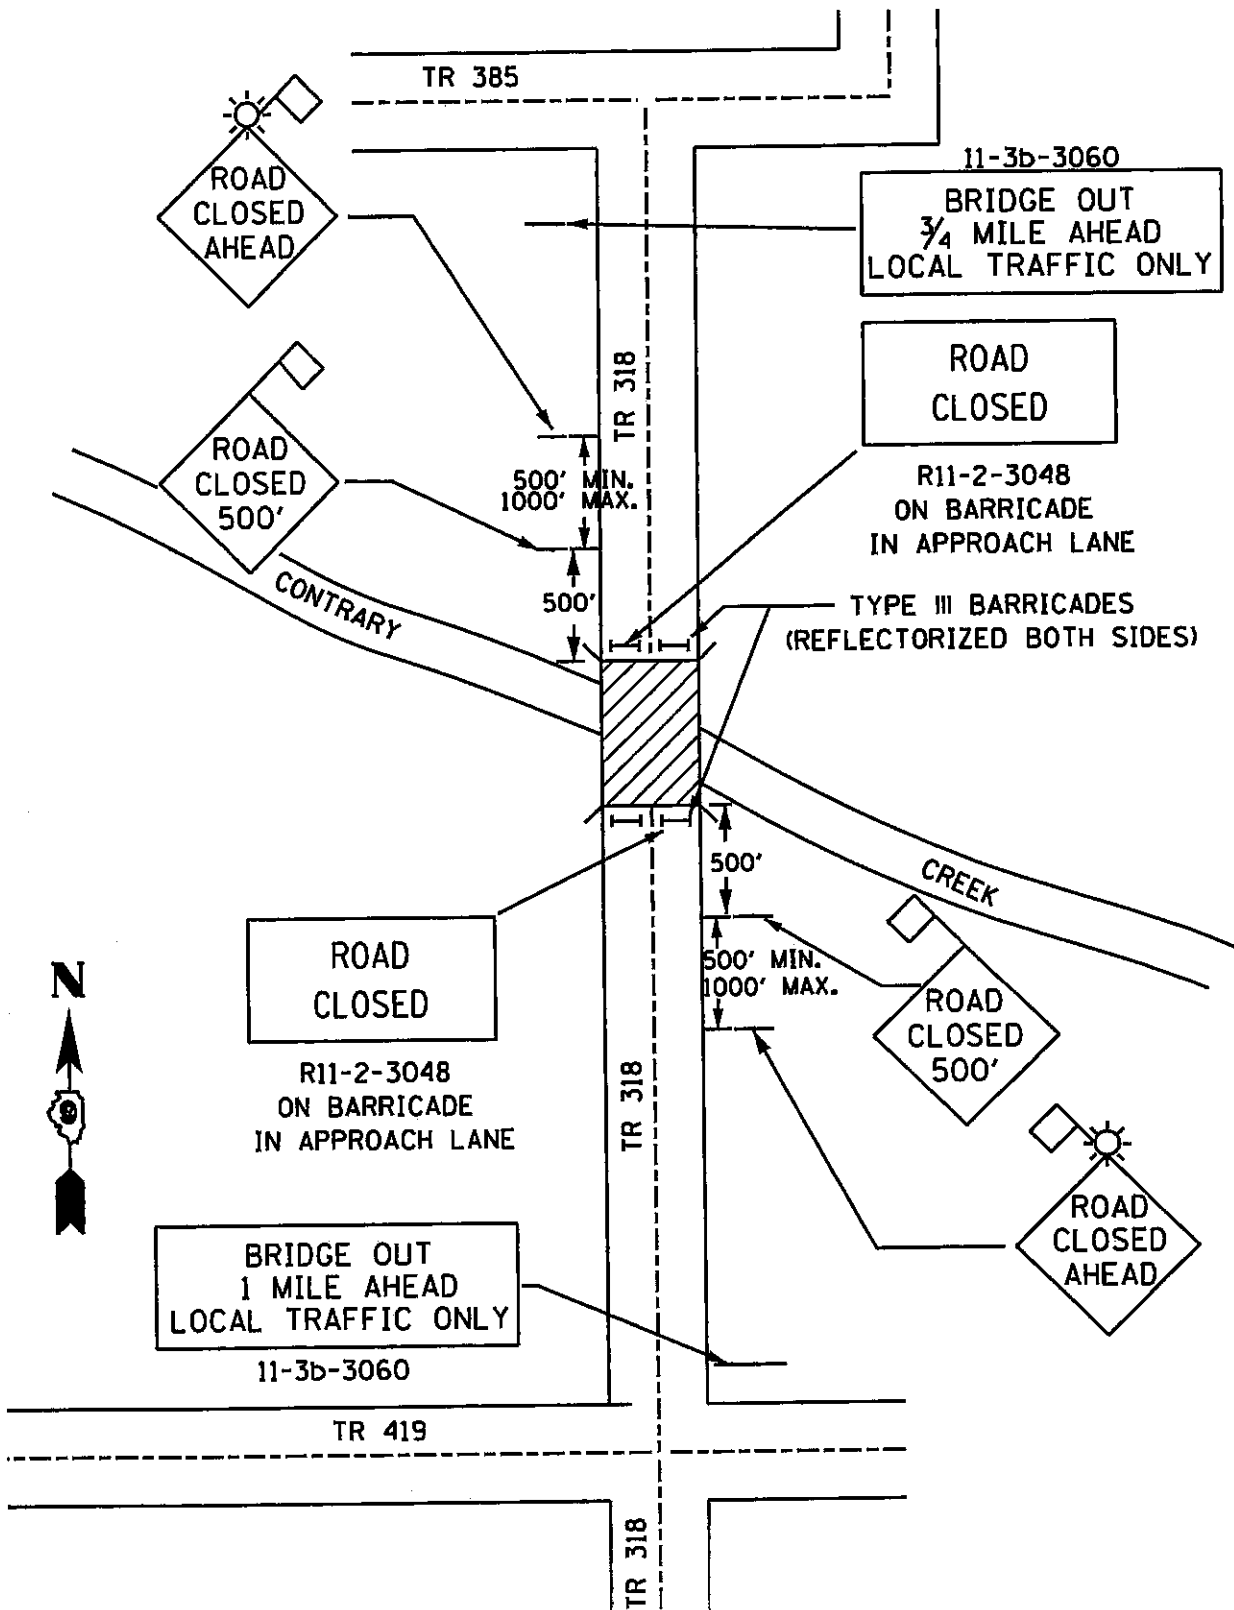 TR 385
11-3b-3060
BRIDGE OUT
3/4 MILE AHEAD
LOCAL TRAFFIC ONLY
ROAD
CLOSED
AHEAD
ROAD
CLOSED
R11-2-3048
ON BARRICADE
IN APPROACH LANE
TR 318
ROAD
CLOSED
500'
500' MIN.
1000' MAX.
500'
CONTRARY
TYPE III BARRICADES
(REFLECTORIZED BOTH SIDES)
500'
CREEK
500' MIN.
1000' MAX.
ROAD
CLOSED
500'
ROAD
CLOSED
R11-2-3048
ON BARRICADE
IN APPROACH LANE
N
TR 318
ROAD
CLOSED
AHEAD
BRIDGE OUT
1 MILE AHEAD
LOCAL TRAFFIC ONLY
11-3b-3060
TR 419
TR 318